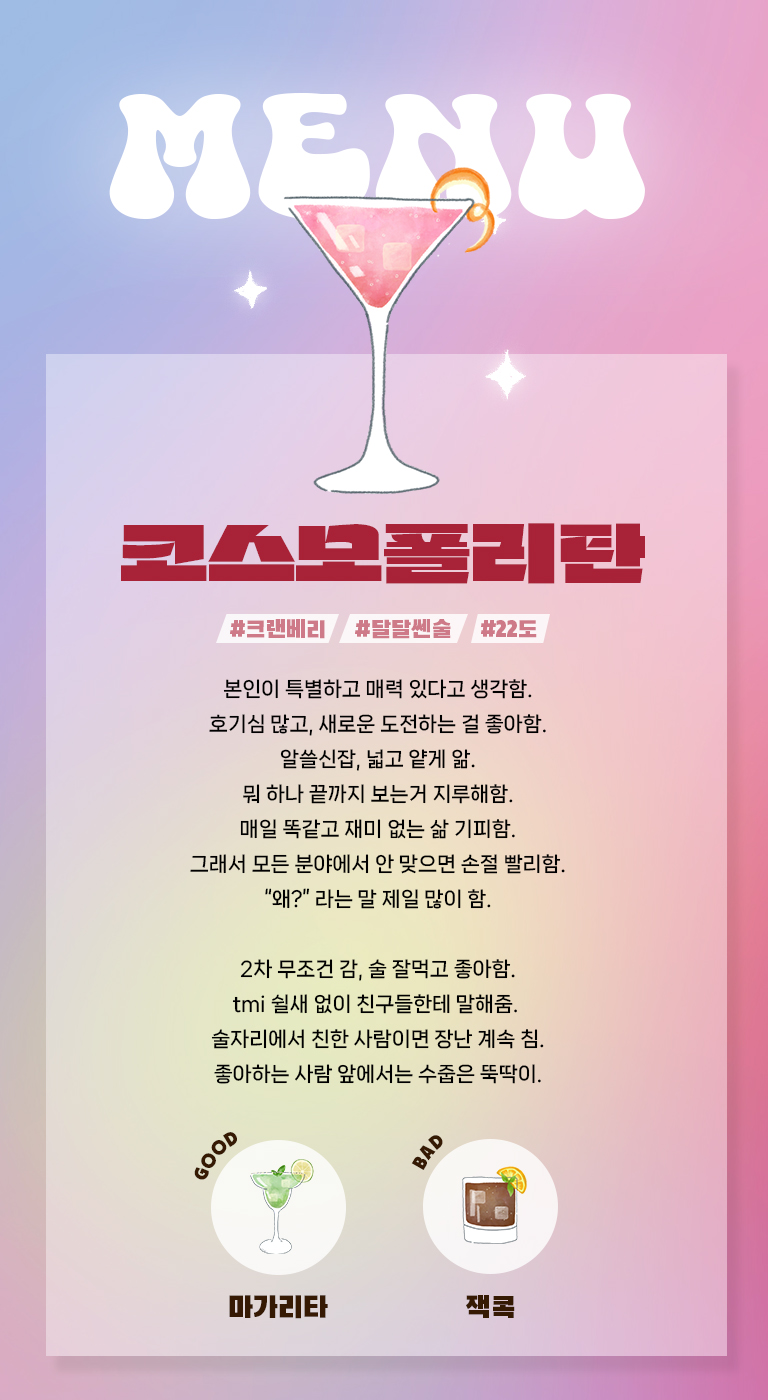 MENU
코스모폴리탄
#크랜베리 #달달쎈술 #22도
본인이 특별하고 매력 있다고 생각함.
호기심 많고, 새로운 도전하는 걸 좋아함.
알쓸신잡, 넓고 얕게 앎.
뭐 하나 끝까지 보는거 지루해함.
매일 똑같고 재미 없는 삶 기피함.
그래서 모든 분야에서 안 맞으면 손절 빨리함.
“왜?” 라는 말 제일 많이 함.
2차 무조건 감, 술 잘먹고 좋아함.
tmi 쉴새 없이 친구들한테 말해줌.
술자리에서 친한 사람이면 장난 계속 침.
좋아하는 사람 앞에서는 수줍은 뚝딱이.
GOOD
마가리타
BAD
잭콕